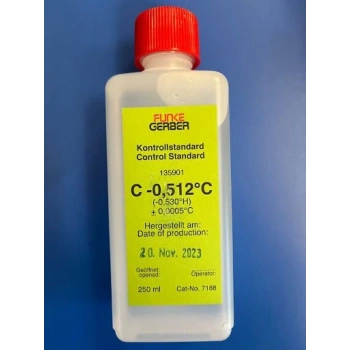 FUNKE
GERBER
Kontrollstandard
Control Standard
135901
C -0,512°C
(-0,530°H)
± 0,0005°C
Hergestellt am:
Date of production:
20. Nov. 2023
Geöffnet:
opened:
Operator:
250 ml
Cat-No. 7188